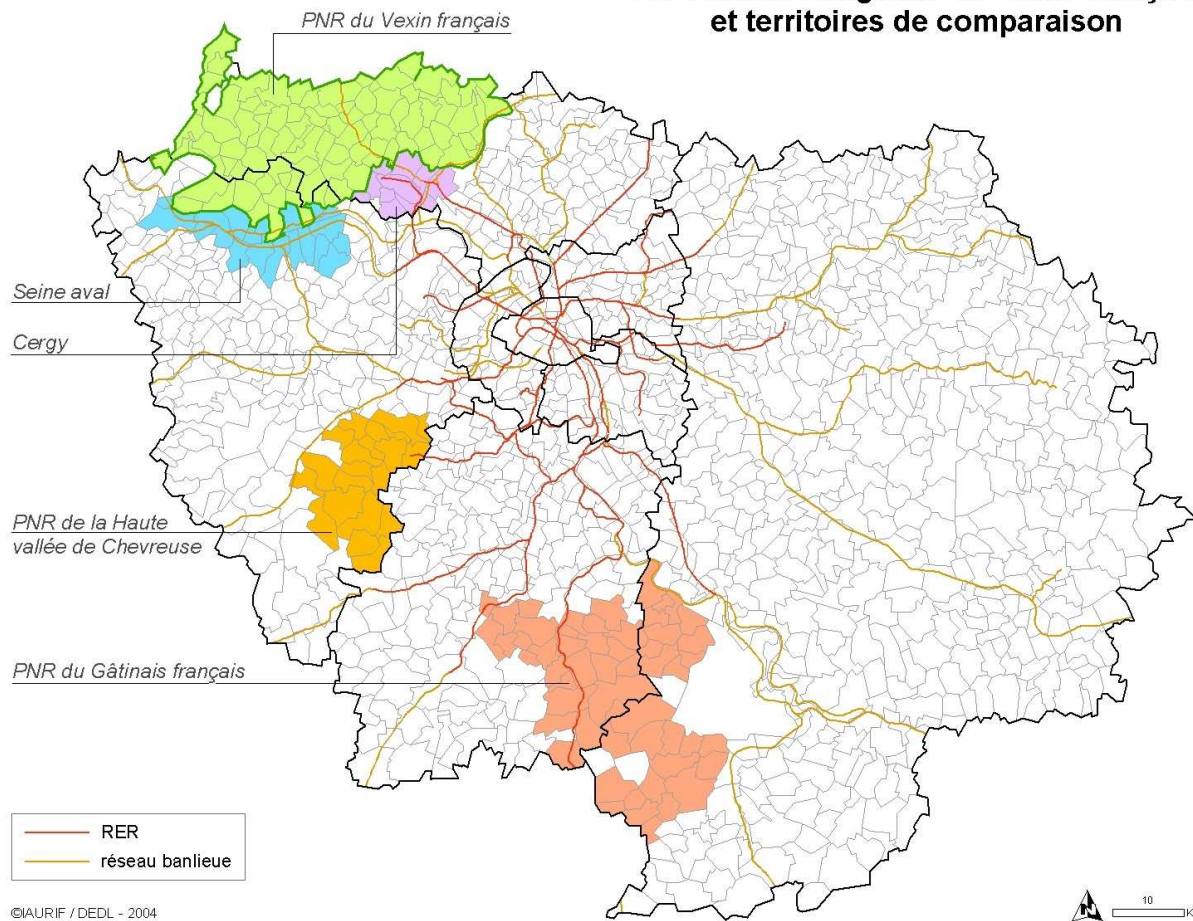 et territoires de comparaison
PNR du Vexin français
Seine aval
Cergy
PNR de la Haute
vallée de Chevreuse
PNR du Gâtinais français
RER
réseau banlieue
©IAURIF / DEDL - 2004
N
10